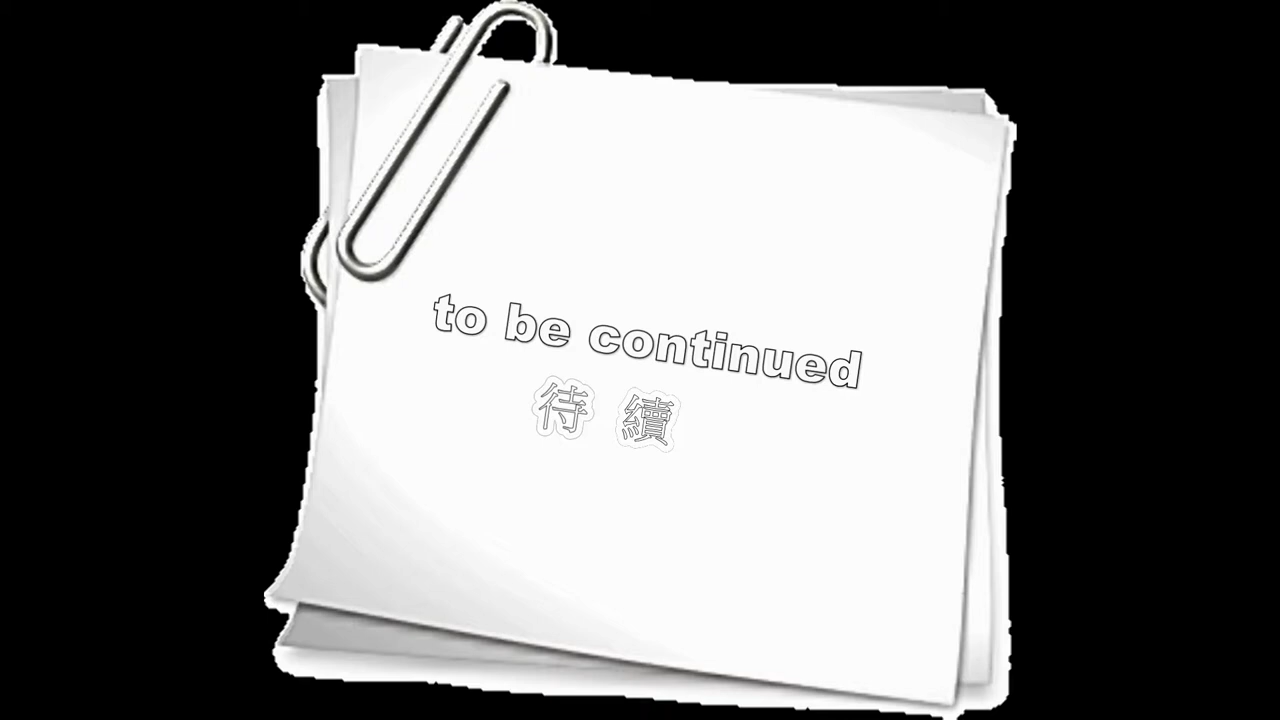 to be continued
待 續